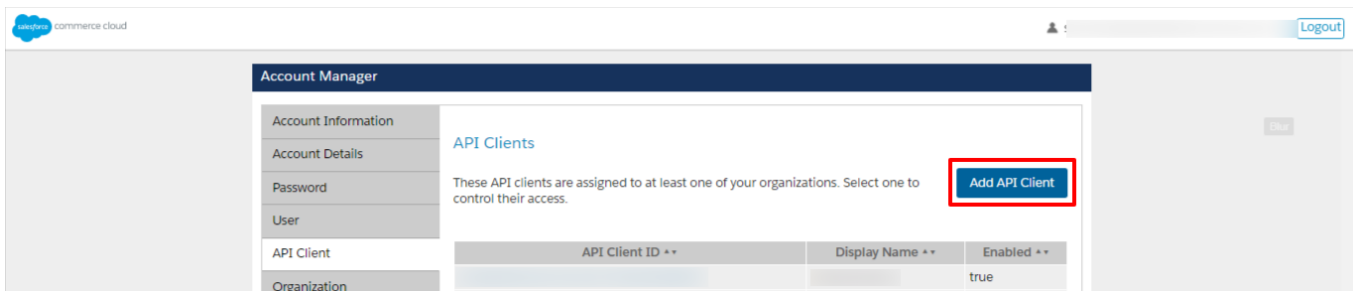 salesforce commerce cloud
Logout
Account Manager
Account Information
Account Details
Password
User
API Client
Organization
API Clients
These API clients are assigned to at least one of your organizations. Select one to
control their access.
Add API Client
API Client ID
Display Name
Enabled
true